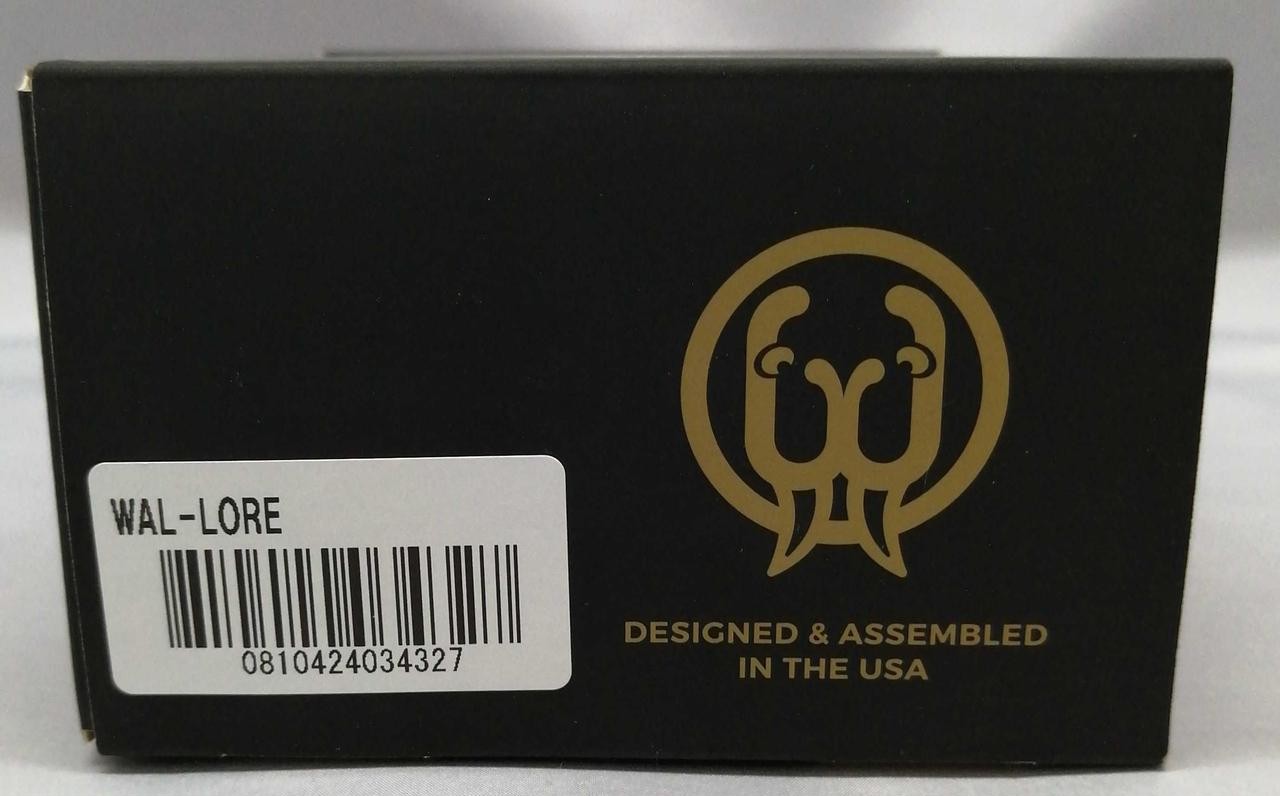 WAL-LORE
0810424034327
DESIGNED & ASSEMBLED
IN THE USA